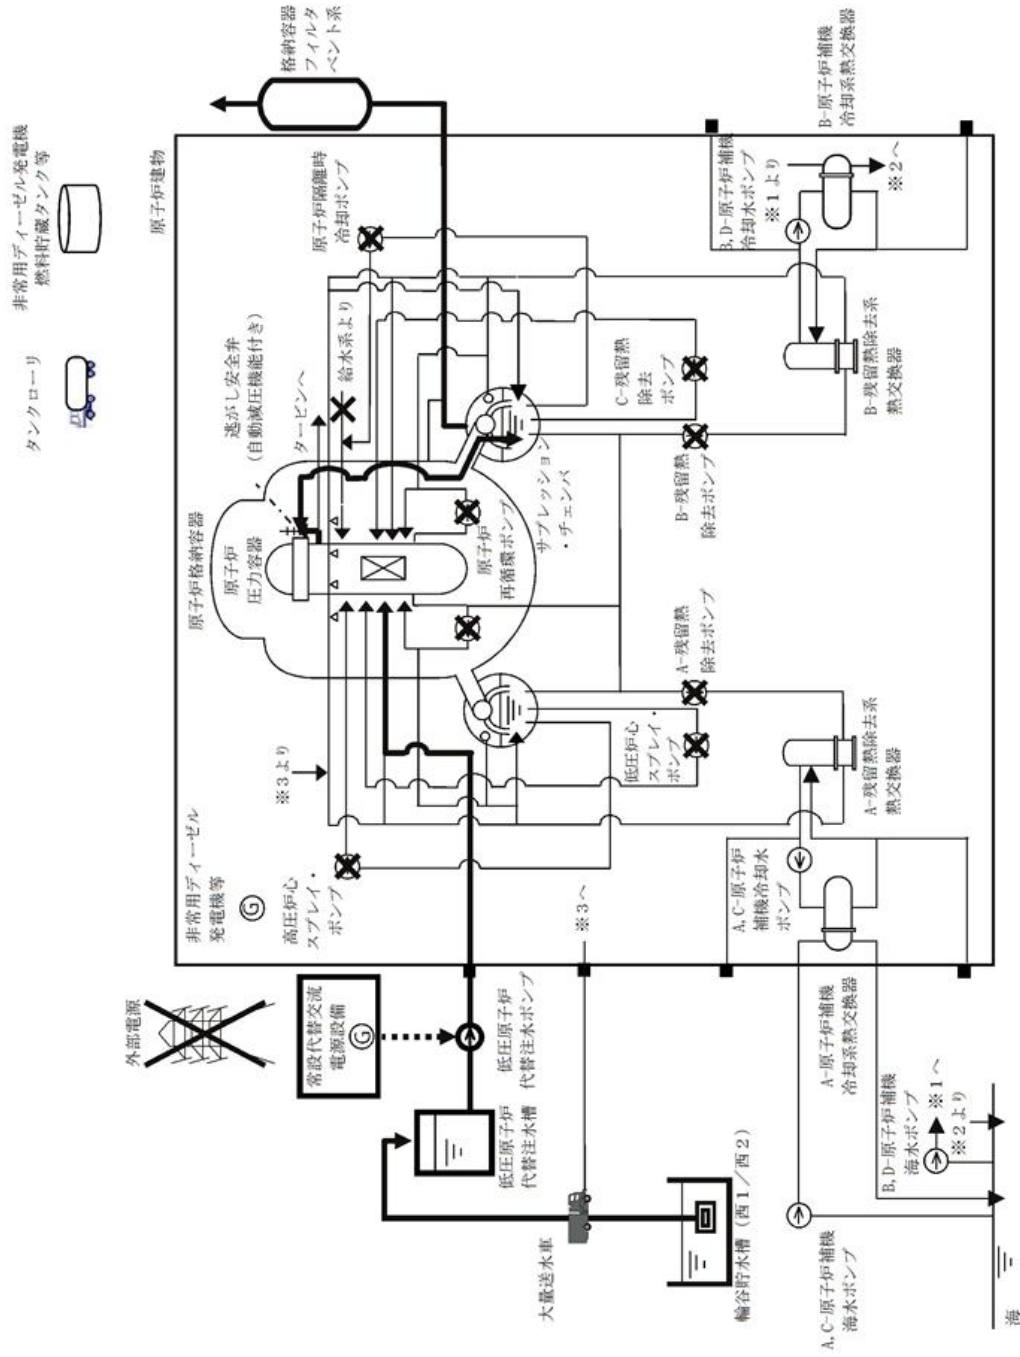 外部電源
常設代替交流
電源設備
G
低圧原子炉
代替注水槽
低圧原子炉
代替注水ポンプ
大量送水車
輪谷貯水槽(西1/西2)
※3へ
非常用ディーゼル
発電機等
G
高圧炉心
スプレイ・
ポンプ
※3より
原子炉格納容器
原子炉
圧力容器
逃がし安全弁
(自動減圧機能付き)
タービンへ
給水系より
原子炉隔離時
冷却ポンプ
原子炉建物
タンクローリ
非常用ディーゼル発電機
燃料貯蔵タンク等
格納容器
フィルタ
ベント系
原子炉
再循環ポンプ
サプレッション
・チェンバ
低圧炉心
スプレイ・
ポンプ
A-残留熱
除去ポンプ
B-残留熱
除去ポンプ
C-残留熱
除去
ポンプ
A-残留熱除去系
熱交換器
B-残留熱除去系
熱交換器
A,C-原子炉
補機冷却水
ポンプ
B,D-原子炉補機
冷却水ポンプ
※1より
※2へ
B-原子炉補機
冷却系熱交換器
A-原子炉補機
冷却系熱交換器
B,D-原子炉補機
海水ポンプ
※1へ
※2より
A,C-原子炉補機
海水ポンプ
海